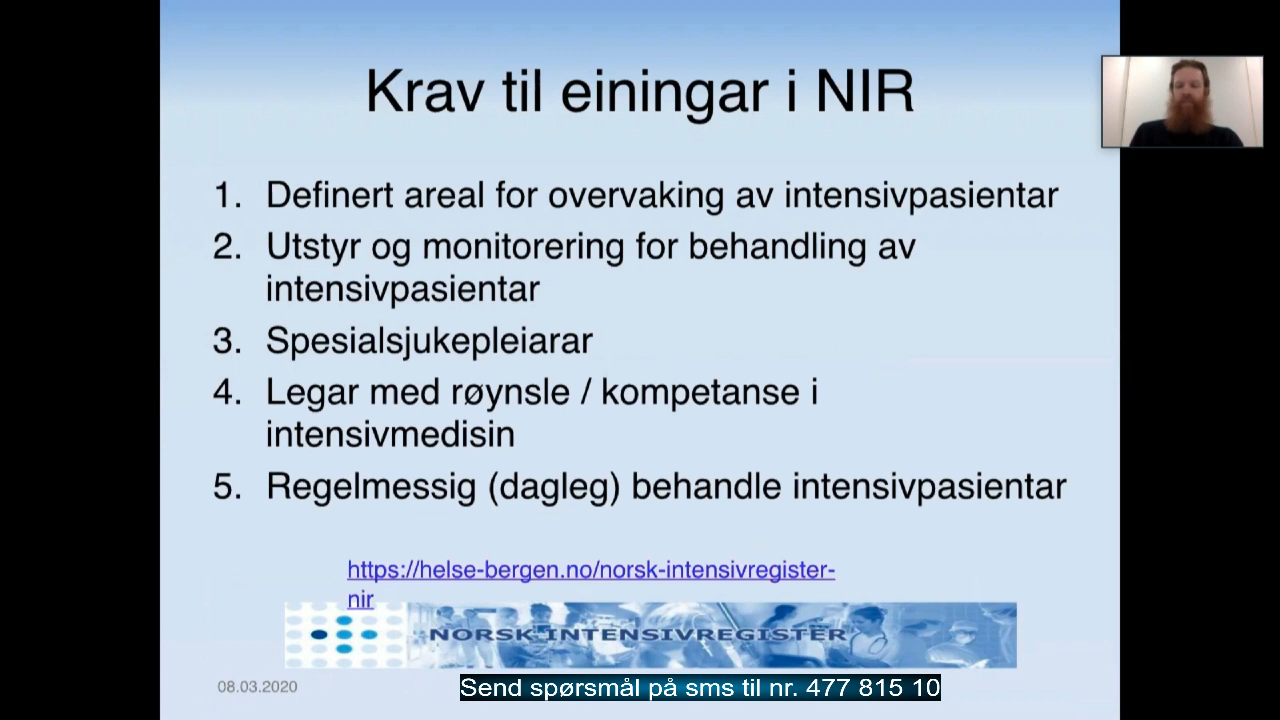 Krav til einingar i NIR
1. Definert areal for overvaking av intensivpasientar
2. Utstyr og monitorering for behandling av
intensivpasientar
3. Spesialsjukepleiarar
4. Legar med røynsle / kompetanse i
intensivmedisin
5. Regelmessig (dagleg) behandle intensivpasientar
https://helse-bergen.no/norsk-intensivregister-
nir
NORSK INTENSIVREGISTER
08.03.2020
Send spørsmål på sms til nr. 477 815 10